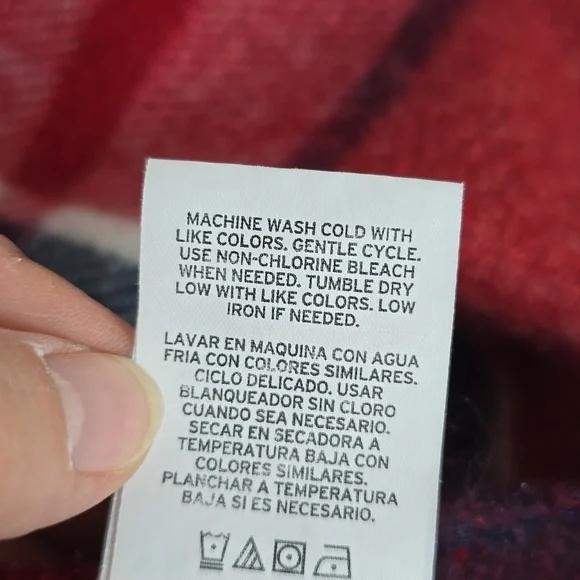 MACHINE WASH COLD WITH
LIKE COLORS. GENTLE CYCLE.
USE NON-CHLORINE BLEACH
WHEN NEEDED. TUMBLE DRY
LOW WITH LIKE COLORS. LOW
IRON IF NEEDED.
LAVAR EN MAQUINA CON AGUA
FRIA CON COLORES SIMILARES.
CICLO DELICADO. USAR
BLANQUEADOR SIN CLORO
CUANDO SEA NECESARIO.
SECAR EN SECADORA A
TEMPERATURA BAJA CON
COLORES SIMILARES.
PLANCHAR A TEMPERATURA
BAJA SI ES NECESARIO.